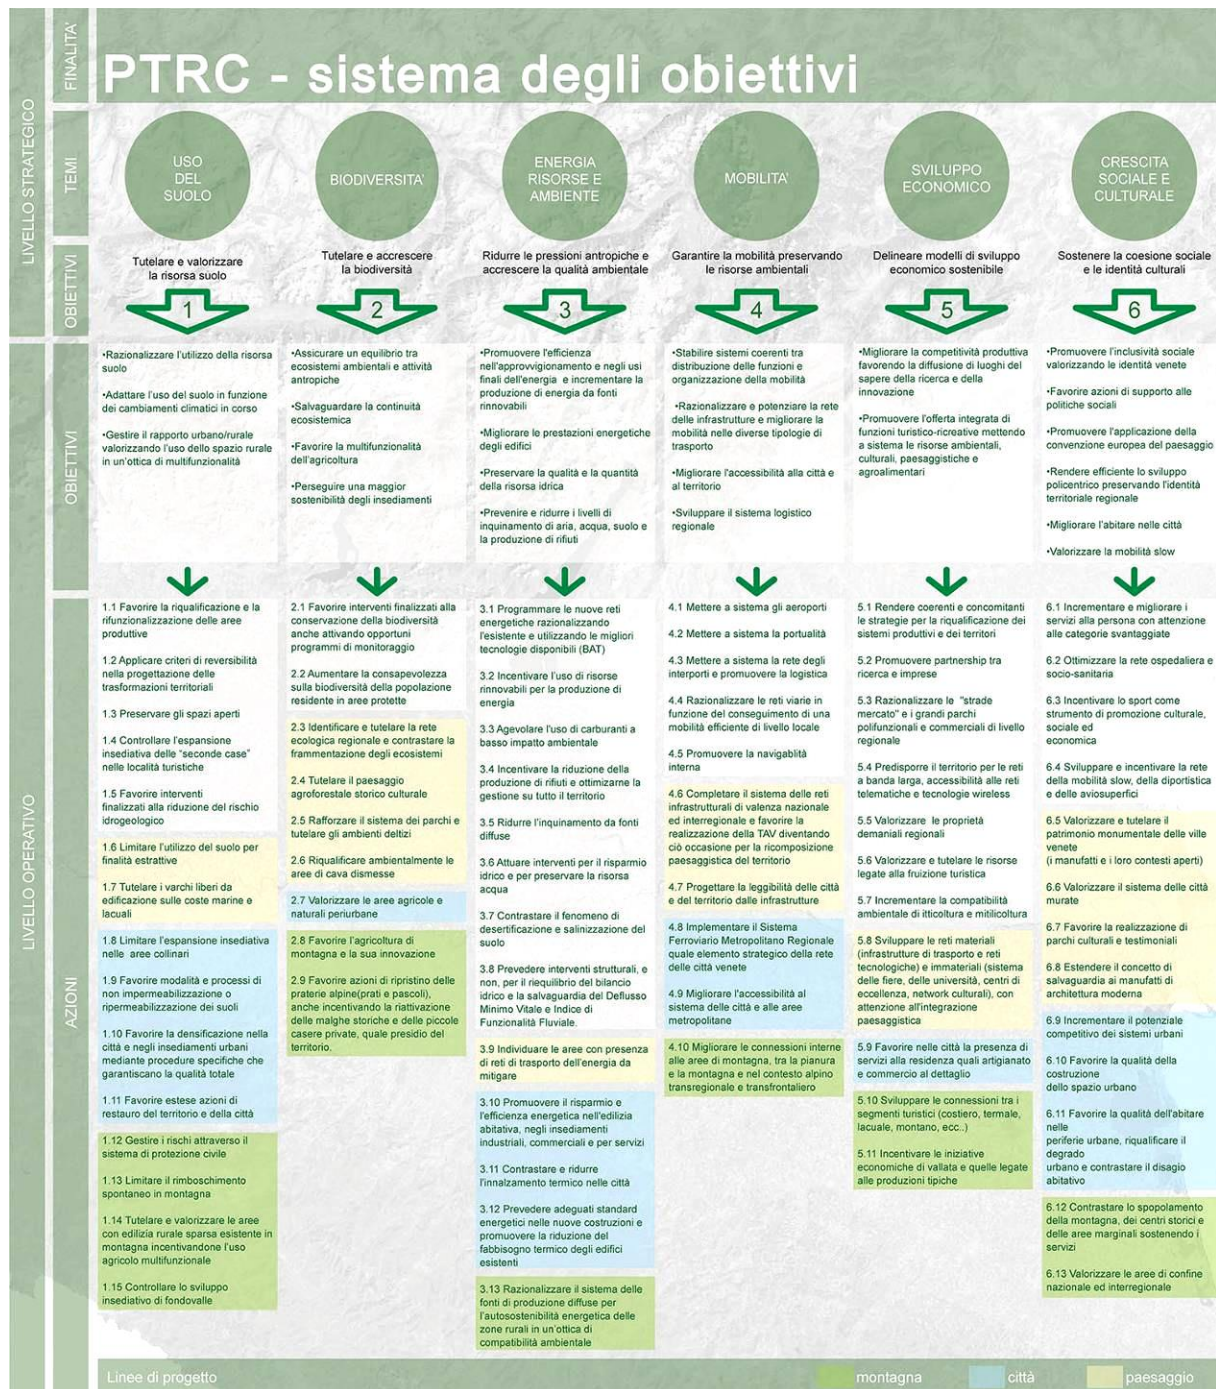 FINALITA'
PTRC - sistema degli obiettivi
LIVELLO STRATEGICO
TEMI
USO
DEL
SUOLO
BIODIVERSITA'
ENERGIA
RISORSE E
AMBIENTE
MOBILITA'
SVILUPPO
ECONOMICO
CRESCITA
SOCIALE E
CULTURALE
OBIETTIVI
Tutelare e valorizzare
la risorsa suolo
Tutelare e accrescere
la biodiversità
Ridurre le pressioni antropiche e
accrescere la qualità ambientale
Garantire la mobilità preservando
le risorse ambientali
Delineare modelli di sviluppo
economico sostenibile
Sostenere la coesione sociale
e le identità culturali
1
2
3
4
5
6
LIVELLO OPERATIVO
OBIETTIVI
•Razionalizzare l'utilizzo della risorsa
suolo
•Adattare l'uso del suolo in funzione
dei cambiamenti climatici in corso
•Gestire il rapporto urbano/rurale
valorizzando l'uso dello spazio rurale
in un'ottica di multifunzionalità
•Assicurare un equilibrio tra
ecosistemi ambientali e attività
antropiche
•Salvaguardare la continuità
ecosistemica
•Favorire la multifunzionalità
dell'agricoltura
•Perseguire una maggior
sostenibilità degli insediamenti
•Promuovere l'efficienza
nell'approvvigionamento e negli usi
finali dell'energia e incrementare la
produzione di energia da fonti
rinnovabili
•Migliorare le prestazioni energetiche
degli edifici
•Preservare la qualità e la quantità
della risorsa idrica
•Prevenire e ridurre i livelli di
inquinamento di aria, acqua, suolo e
la produzione di rifiuti
•Stabilire sistemi coerenti tra
distribuzione delle funzioni e
organizzazione della mobilità
•Razionalizzare e potenziare la rete
delle infrastrutture e migliorare la
mobilità nelle diverse tipologie di
trasporto
•Migliorare l'accessibilità alla città e
al territorio
•Sviluppare il sistema logistico
regionale
•Migliorare la competitività produttiva
favorendo la diffusione di luoghi del
sapere della ricerca e della
innovazione
•Promuovere l'offerta integrata di
funzioni turistico-ricreative mettendo
a sistema le risorse ambientali,
culturali, paesaggistiche e
agroalimentari
•Promuovere l'inclusività sociale
valorizzando le identità venete
•Favorire azioni di supporto alle
politiche sociali
•Promuovere l'applicazione della
convenzione europea del paesaggio
•Rendere efficiente lo sviluppo
policentrico preservando l'identità
territoriale regionale
•Migliorare l'abitare nelle città
•Valorizzare la mobilità slow
AZIONI
1.1 Favorire la riqualificazione e la
rifunzionalizzazione delle aree
produttive
1.2 Applicare criteri di reversibilità
nella progettazione delle
trasformazioni territoriali
1.3 Preservare gli spazi aperti
1.4 Controllare l'espansione
insediativa delle "seconde case"
nelle località turistiche
1.5 Favorire interventi
finalizzati alla riduzione del rischio
idrogeologico
1.6 Limitare l'utilizzo del suolo per
finalità estrattive
1.7 Tutelare i varchi liberi da
edificazione sulle coste marine e
lacuali
1.8 Limitare l'espansione insediativa
nelle aree collinari
1.9 Favorire modalità e processi di
non impermeabilizzazione o
ripermeabilizzazione dei suoli
1.10 Favorire la densificazione nella
città e negli insediamenti urbani
mediante procedure specifiche che
garantiscano la qualità totale
1.11 Favorire estese azioni di
restauro del territorio e della città
1.12 Gestire i rischi attraverso il
sistema di protezione civile
1.13 Limitare il rimboschimento
spontaneo in montagna
1.14 Tutelare e valorizzare le aree
con edilizia rurale sparsa esistente in
montagna incentivandone l'uso
agricolo multifunzionale
1.15 Controllare lo sviluppo
insediativo di fondovalle
2.1 Favorire interventi finalizzati alla
conservazione della biodiversità
anche attivando opportuni
programmi di monitoraggio
2.2 Aumentare la consapevolezza
sulla biodiversità della popolazione
residente in aree protette
2.3 Identificare e tutelare la rete
ecologica regionale e contrastare la
frammentazione degli ecosistemi
2.4 Tutelare il paesaggio
agroforestale storico culturale
2.5 Rafforzare il sistema dei parchi e
tutelare gli ambienti deltizi
2.6 Riqualificare ambientalmente le
aree di cava dismesse
2.7 Valorizzare le aree agricole e
naturali periurbane
2.8 Favorire l'agricoltura di
montagna e la sua innovazione
2.9 Favorire azioni di ripristino delle
praterie alpine(prati e pascoli),
anche incentivando la riattivazione
delle malghe storiche e delle piccole
casere private, quale presidio del
territorio.
3.1 Programmare le nuove reti
energetiche razionalizzando
l'esistente e utilizzando le migliori
tecnologie disponibili (BAT)
3.2 Incentivare l'uso di risorse
rinnovabili per la produzione di
energia
3.3 Agevolare l'uso di carburanti a
basso impatto ambientale
3.4 Incentivare la riduzione della
produzione di rifiuti e ottimizarne la
gestione su tutto il territorio
3.5 Ridurre l'inquinamento da fonti
diffuse
3.6 Attuare interventi per il risparmio
idrico e per preservare la risorsa
acqua
3.7 Contrastare il fenomeno di
desertificazione e salinizzazione del
suolo
3.8 Prevedere interventi strutturali, e
non, per il riequilibrio del bilancio
idrico e la salvaguardia del Deflusso
Minimo Vitale e Indice di
Funzionalità Fluviale.
3.9 Individuare le aree con presenza
di reti di trasporto dell'energia da
mitigare
3.10 Promuovere il risparmio e
l'efficienza energetica nell'edilizia
abitativa, negli insediamenti
industriali, commerciali e per servizi
3.11 Contrastare e ridurre
l'innalzamento termico nelle città
3.12 Prevedere adeguati standard
energetici nelle nuove costruzioni e
promuovere la riduzione del
fabbisogno termico degli edifici
esistenti
3.13 Razionalizzare il sistema delle
fonti di produzione diffuse per
l'autosostenibilità energetica delle
zone rurali in un'ottica di
compatibilità ambientale
4.1 Mettere a sistema gli aeroporti
4.2 Mettere a sistema la portualità
4.3 Mettere a sistema la rete degli
interporti e promuovere la logistica
4.4 Razionalizzare le reti viarie in
funzione del conseguimento di una
mobilità efficiente di livello locale
4.5 Promuovere la navigablità
interna
4.6 Completare il sistema delle reti
infrastrutturali di valenza nazionale
ed interregionale e favorire la
realizzazione della TAV diventando
ciò occasione per la ricomposizione
paesaggistica del territorio
4.7 Progettare la leggibilità delle città
e del territorio dalle infrastrutture
4.8 Implementare il Sistema
Ferroviario Metropolitano Regionale
quale elemento strategico della rete
delle città venete
4.9 Migliorare l'accessibilità al
sistema delle città e alle aree
metropolitane
4.10 Migliorare le connessioni interne
alle aree di montagna, tra la pianura
e la montagna e nel contesto alpino
transregionale e transfrontaliero
5.1 Rendere coerenti e concomitanti
le strategie per la riqualificazione dei
sistemi produttivi e dei territori
5.2 Promuovere partnership tra
ricerca e imprese
5.3 Razionalizzare le "strade
mercato" e i grandi parchi
polifunzionali e commerciali di livello
regionale
5.4 Predisporre il territorio per le reti
a banda larga, accessibilità alle reti
telematiche e tecnologie wireless
5.5 Valorizzare le proprietà
demaniali regionali
5.6 Valorizzare e tutelare le risorse
legate alla fruizione turistica
5.7 Incrementare la compatibilità
ambientale di itticoltura e mitilicoltura
5.8 Sviluppare le reti materiali
(infrastrutture di trasporto e reti
tecnologiche) e immateriali (sistema
delle fiere, delle università, centri di
eccellenza, network culturali), con
attenzione all'integrazione
paesaggistica
5.9 Favorire nelle città la presenza di
servizi alla residenza quali artigianato
e commercio al dettaglio
5.10 Sviluppare le connessioni tra i
segmenti turistici (costiero, termale,
lacuale, montano, ecc..)
5.11 Incentivare le iniziative
economiche di vallata e quelle legate
alle produzioni tipiche
6.1 Incrementare e migliorare i
servizi alla persona con attenzione
alle categorie svantaggiate
6.2 Ottimizzare la rete ospedaliera e
socio-sanitaria
6.3 Incentivare lo sport come
strumento di promozione culturale,
sociale ed
economica
6.4 Sviluppare e incentivare la rete
della mobilità slow, della diportistica
e delle aviosuperfici
6.5 Valorizzare e tutelare il
patrimonio monumentale delle ville
venete
(i manufatti e i loro contesti aperti)
6.6 Valorizzare il sistema delle città
murate
6.7 Favorire la realizzazione di
parchi culturali e testimoniali
6.8 Estendere il concetto di
salvaguardia ai manufatti di
architettura moderna
6.9 Incrementare il potenziale
competitivo dei sistemi urbani
6.10 Favorire la qualità della
costruzione
dello spazio urbano
6.11 Favorire la qualità dell'abitare
nelle
periferie urbane, riqualificare il
degrado
urbano e contrastare il disagio
abitativo
6.12 Contrastare lo spopolamento
della montagna, dei centri storici e
delle aree marginali sostenendo i
servizi
6.13 Valorizzare le aree di confine
nazionale ed interregionale
Linee di progetto
montagna
città
paesaggio